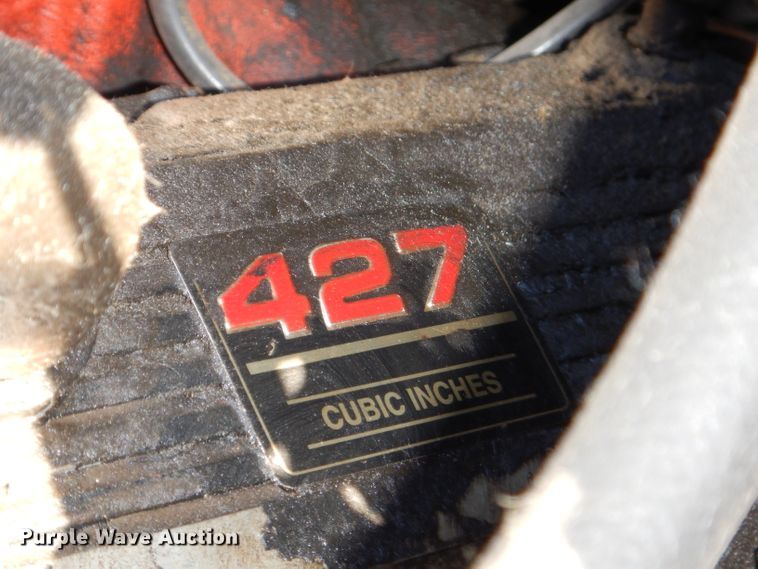 427
CUBIC INCHES
Purple Wave Auction